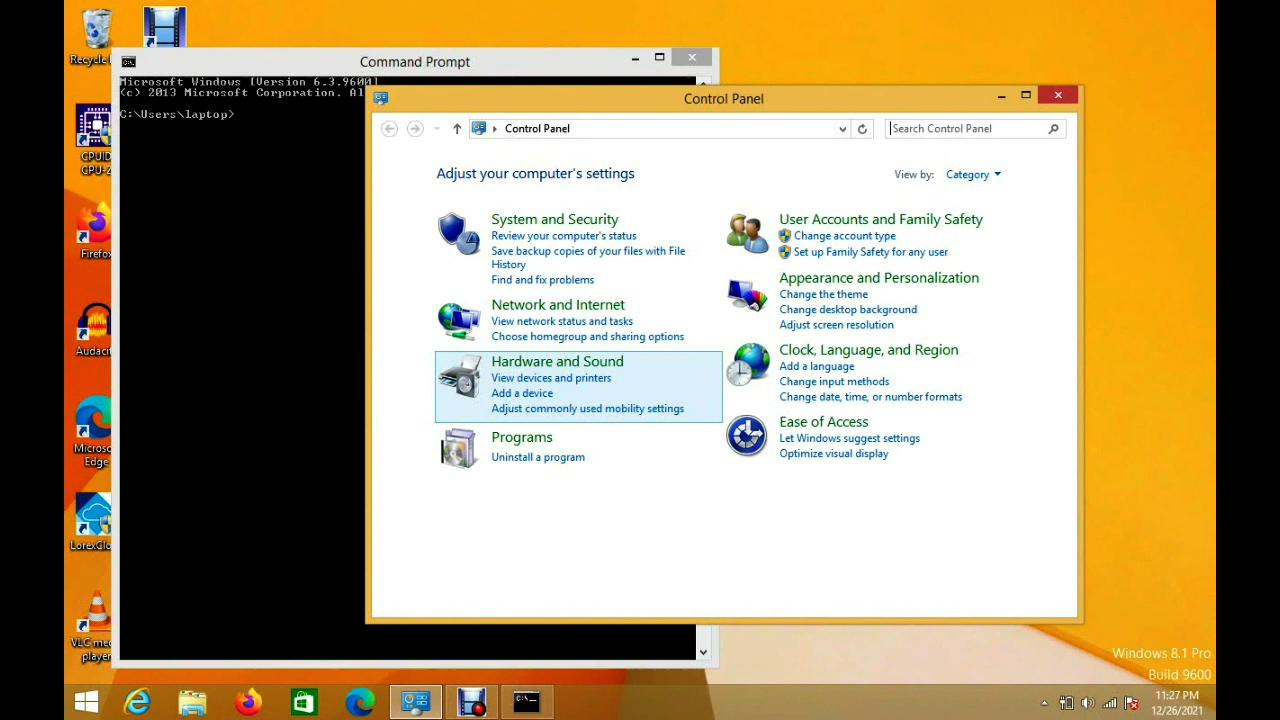 Recycle
CPUID
CPU-Z
Firefox
Audacit
Micros
Edge
LorexClo
VLC me
player
Command Prompt
Microsoft Windows [Version 6.3.9600]
(c) 2013 Microsoft Corporation. Al
C:\Users\laptop>
Control Panel
Control Panel
Search Control Panel
Adjust your computer's settings
View by: Category
System and Security
Review your computer's status
Save backup copies of your files with File
History
Find and fix problems
Network and Internet
View network status and tasks
Choose homegroup and sharing options
Hardware and Sound
View devices and printers
Add a device
Adjust commonly used mobility settings
Programs
Uninstall a program
User Accounts and Family Safety
Change account type
Set up Family Safety for any user
Appearance and Personalization
Change the theme
Change desktop background
Adjust screen resolution
Clock, Language, and Region
Add a language
Change input methods
Change date, time, or number formats
Ease of Access
Let Windows suggest settings
Optimize visual display
Windows 8.1 Pro
Build 9600
11:27 PM
12/26/2021